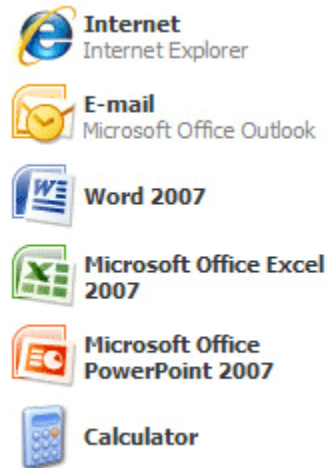 Internet
Internet Explorer
E-mail
Microsoft Office Outlook
Word 2007
Microsoft Office Excel
2007
Microsoft Office
PowerPoint 2007
Calculator